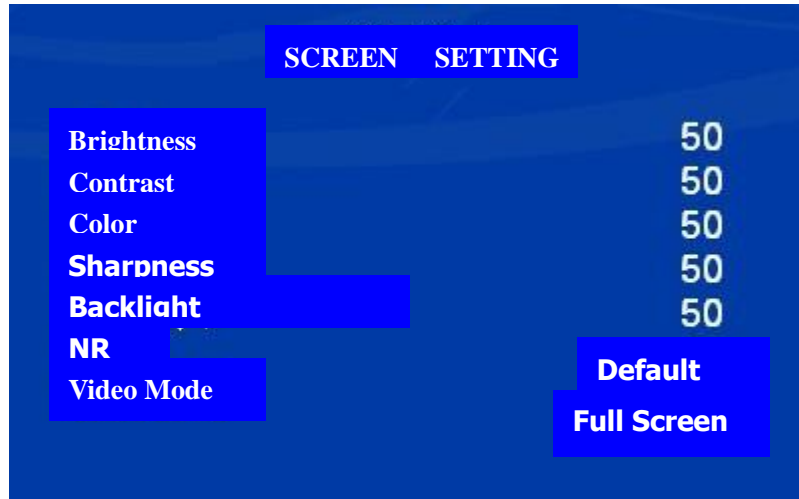 SCREEN SETTING
Brightness 50
Contrast 50
Color 50
Sharpness 50
Backlight 50
NR Default
Video Mode Full Screen